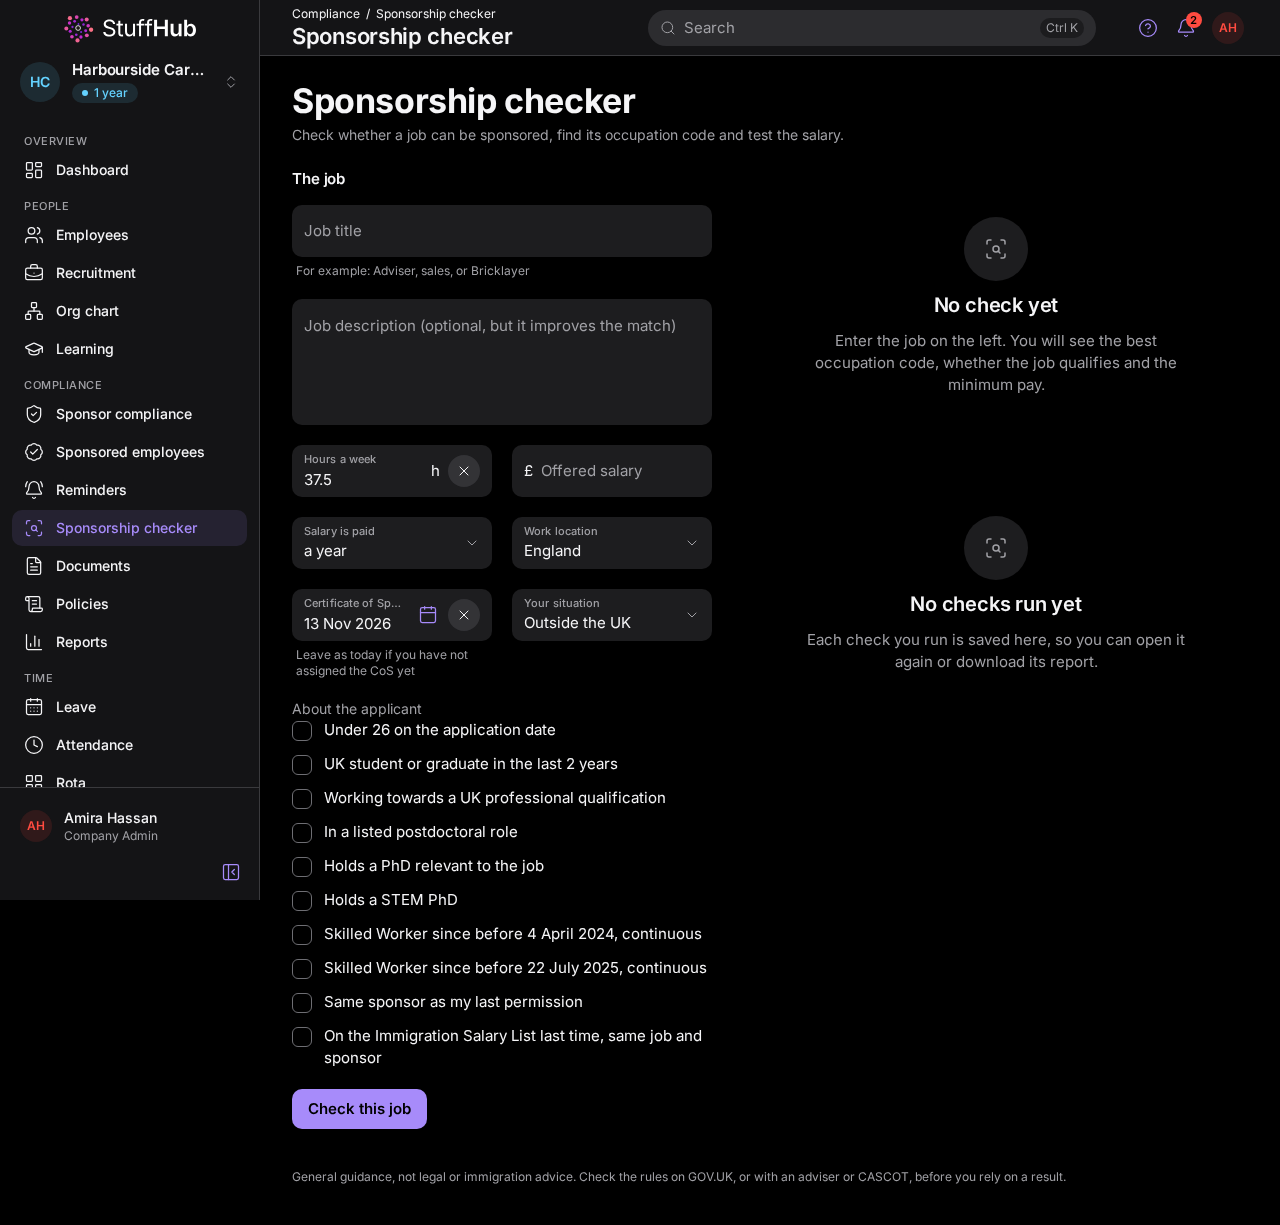 StuffHub
HC
Harbourside Car...
1 year
OVERVIEW
Dashboard
PEOPLE
Employees
Recruitment
Org chart
Learning
COMPLIANCE
Sponsor compliance
Sponsored employees
Reminders
Sponsorship checker
Documents
Policies
Reports
TIME
Leave
Attendance
Rota
AH
Amira Hassan
Company Admin
Compliance / Sponsorship checker
Sponsorship checker
Search
Ctrl K
2
AH
Sponsorship checker
Check whether a job can be sponsored, find its occupation code and test the salary.
The job
Job title
For example: Adviser, sales, or Bricklayer
Job description (optional, but it improves the match)
Hours a week
37.5
h
£ Offered salary
Salary is paid
a year
Work location
England
Certificate of Sp...
13 Nov 2026
Leave as today if you have not
assigned the CoS yet
Your situation
Outside the UK
About the applicant
Under 26 on the application date
UK student or graduate in the last 2 years
Working towards a UK professional qualification
In a listed postdoctoral role
Holds a PhD relevant to the job
Holds a STEM PhD
Skilled Worker since before 4 April 2024, continuous
Skilled Worker since before 22 July 2025, continuous
Same sponsor as my last permission
On the Immigration Salary List last time, same job and
sponsor
Check this job
No check yet
Enter the job on the left. You will see the best
occupation code, whether the job qualifies and the
minimum pay.
No checks run yet
Each check you run is saved here, so you can open it
again or download its report.
General guidance, not legal or immigration advice. Check the rules on GOV.UK, or with an adviser or CASCOT, before you rely on a result.